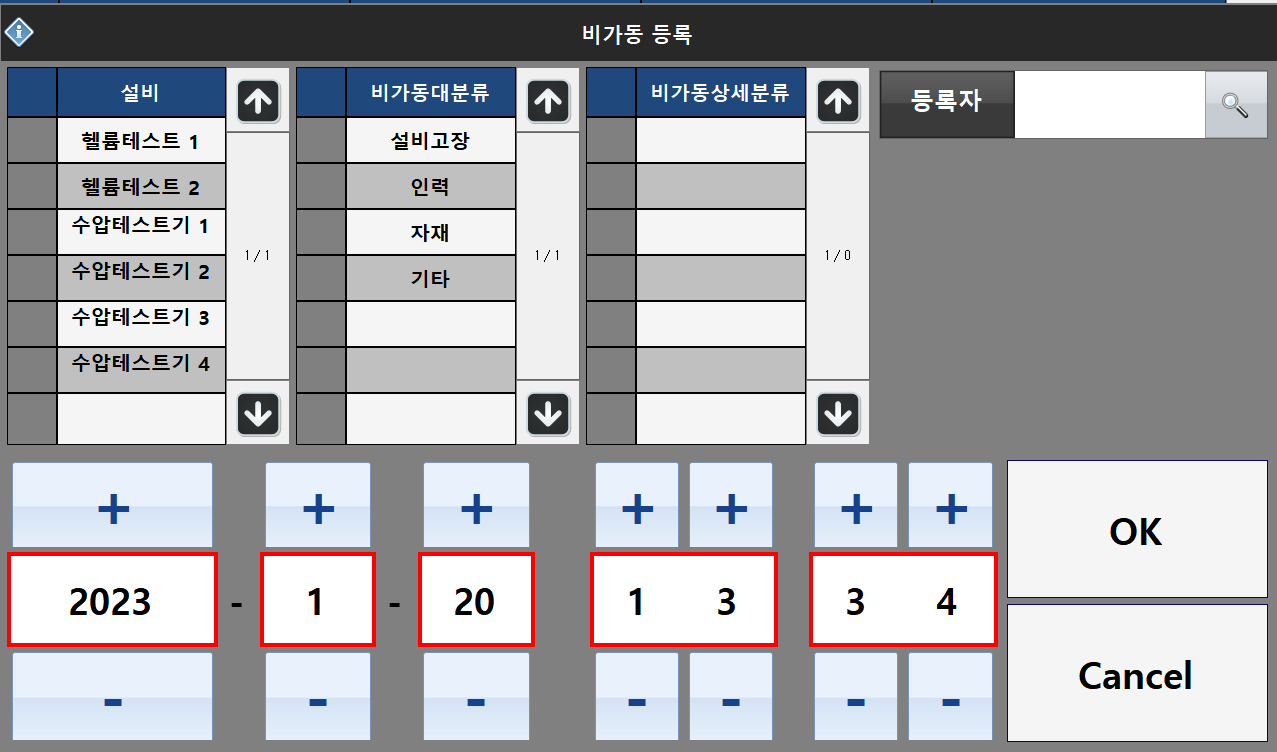 비가동 등록
설비
비가동대분류
비가동상세분류
등록자
헬륨테스트 1
설비고장
헬륨테스트 2
인력
수압테스트기 1
자재
1/1
1/1
1/0
수압테스트기 2
기타
수압테스트기 3
수압테스트기 4
+ + + + + + +
OK
2023 - 1 - 20 1 3 3 4
Cancel
- - - - - - -